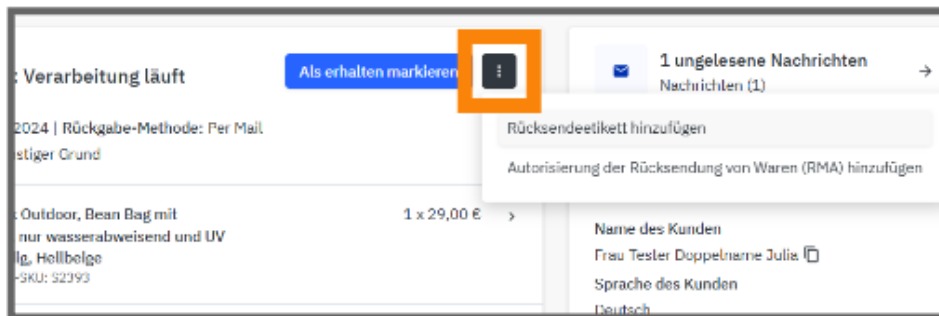 : Verarbeitung läuft
Als erhalten markieren
1 ungelesene Nachrichten
Nachrichten (1)
2024 | Rückgabe-Methode: Per Mail
stiger Grund
Rücksendeetikett hinzufügen
Autorisierung der Rücksendung von Waren (RMA) hinzufügen
: Outdoor, Bean Bag mit
1 x 29,00 €
nur wasserabweisend und UV
Hellbeige
-SKU: S2393
Name des Kunden
Frau Tester Doppelname Julia
Sprache des Kunden
Deutsch